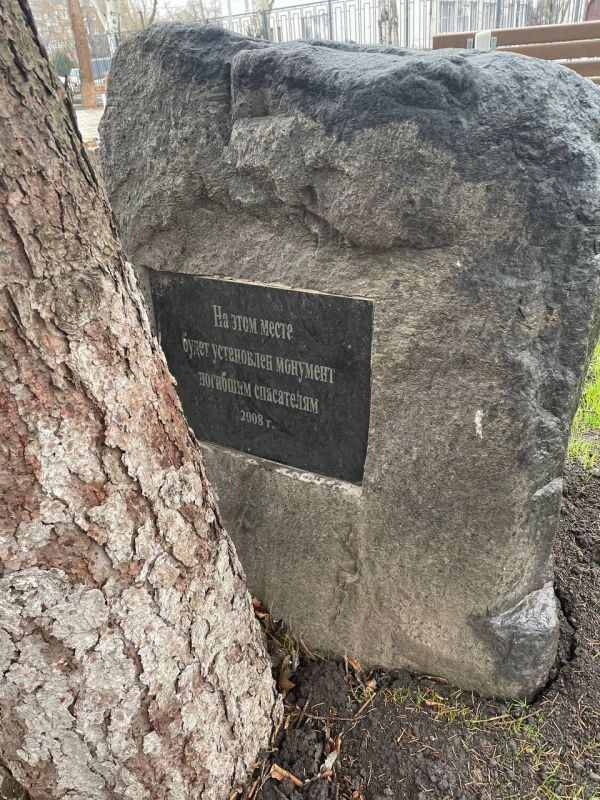 На этом месте
будет установлен монумент
погибшим спасателям
2008 г.